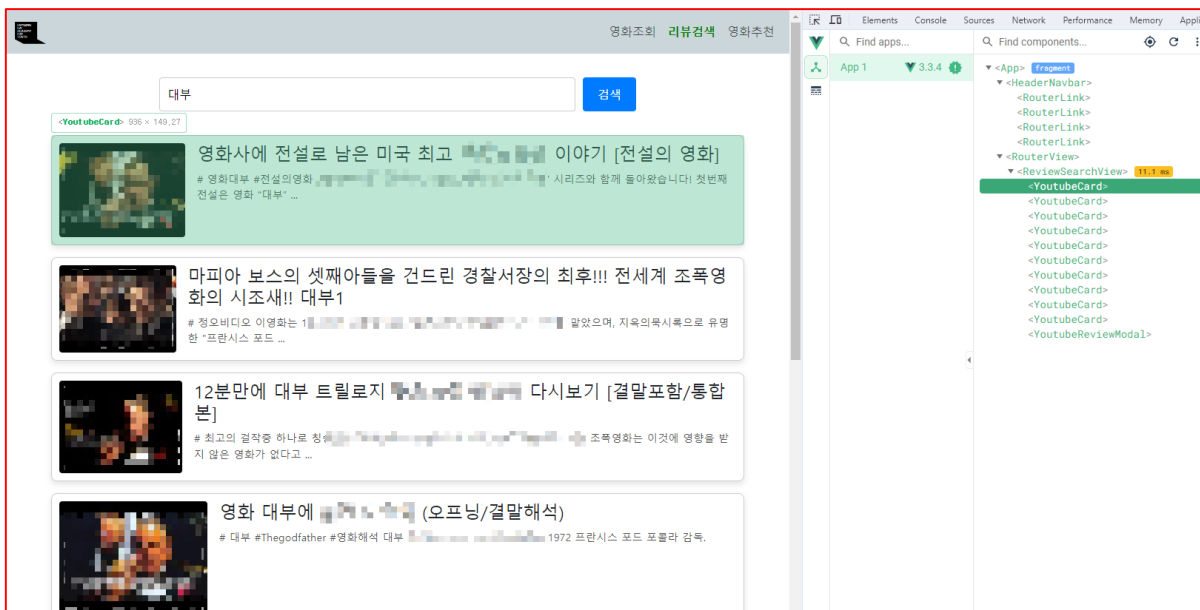 영화조회 리뷰검색 영화추천
대부
검색
<YoutubeCard> 936 × 149.27
영화사에 전설로 남은 미국 최고 이야기 [전설의 영화]
# 영화대부 #전설의영화 시리즈와 함께 돌아왔습니다! 첫번째
전설은 영화 "대부" ...
마피아 보스의 셋째아들을 건드린 경찰서장의 최후!!! 전세계 조폭영
화의 시조새!! 대부1
# 정오비디오 이영화는 맡았으며, 지옥의묵시록으로 유명
한 "프란시스 포드 ...
12분만에 대부 트릴로지 다시보기 [결말포함/통합
본]
# 최고의 걸작중 하나로 조폭영화는 이것에 영향을 받
지 않은 영화가 없다고 ...
영화 대부에 (오프닝/결말해석)
# 대부 #Thegodfather #영화해석 대부 1972 프란시스 포드 포콜라 감독.
Elements Console Sources Network Performance Memory Appli
Find apps...
App 1 3.3.4
Find components...
<App> fragment
<HeaderNavbar>
<RouterLink>
<RouterLink>
<RouterLink>
<RouterLink>
<RouterView>
<ReviewSearchView> 11.1 ms
<YoutubeCard>
<YoutubeCard>
<YoutubeCard>
<YoutubeCard>
<YoutubeCard>
<YoutubeCard>
<YoutubeCard>
<YoutubeCard>
<YoutubeCard>
<YoutubeCard>
<YoutubeReviewModal>